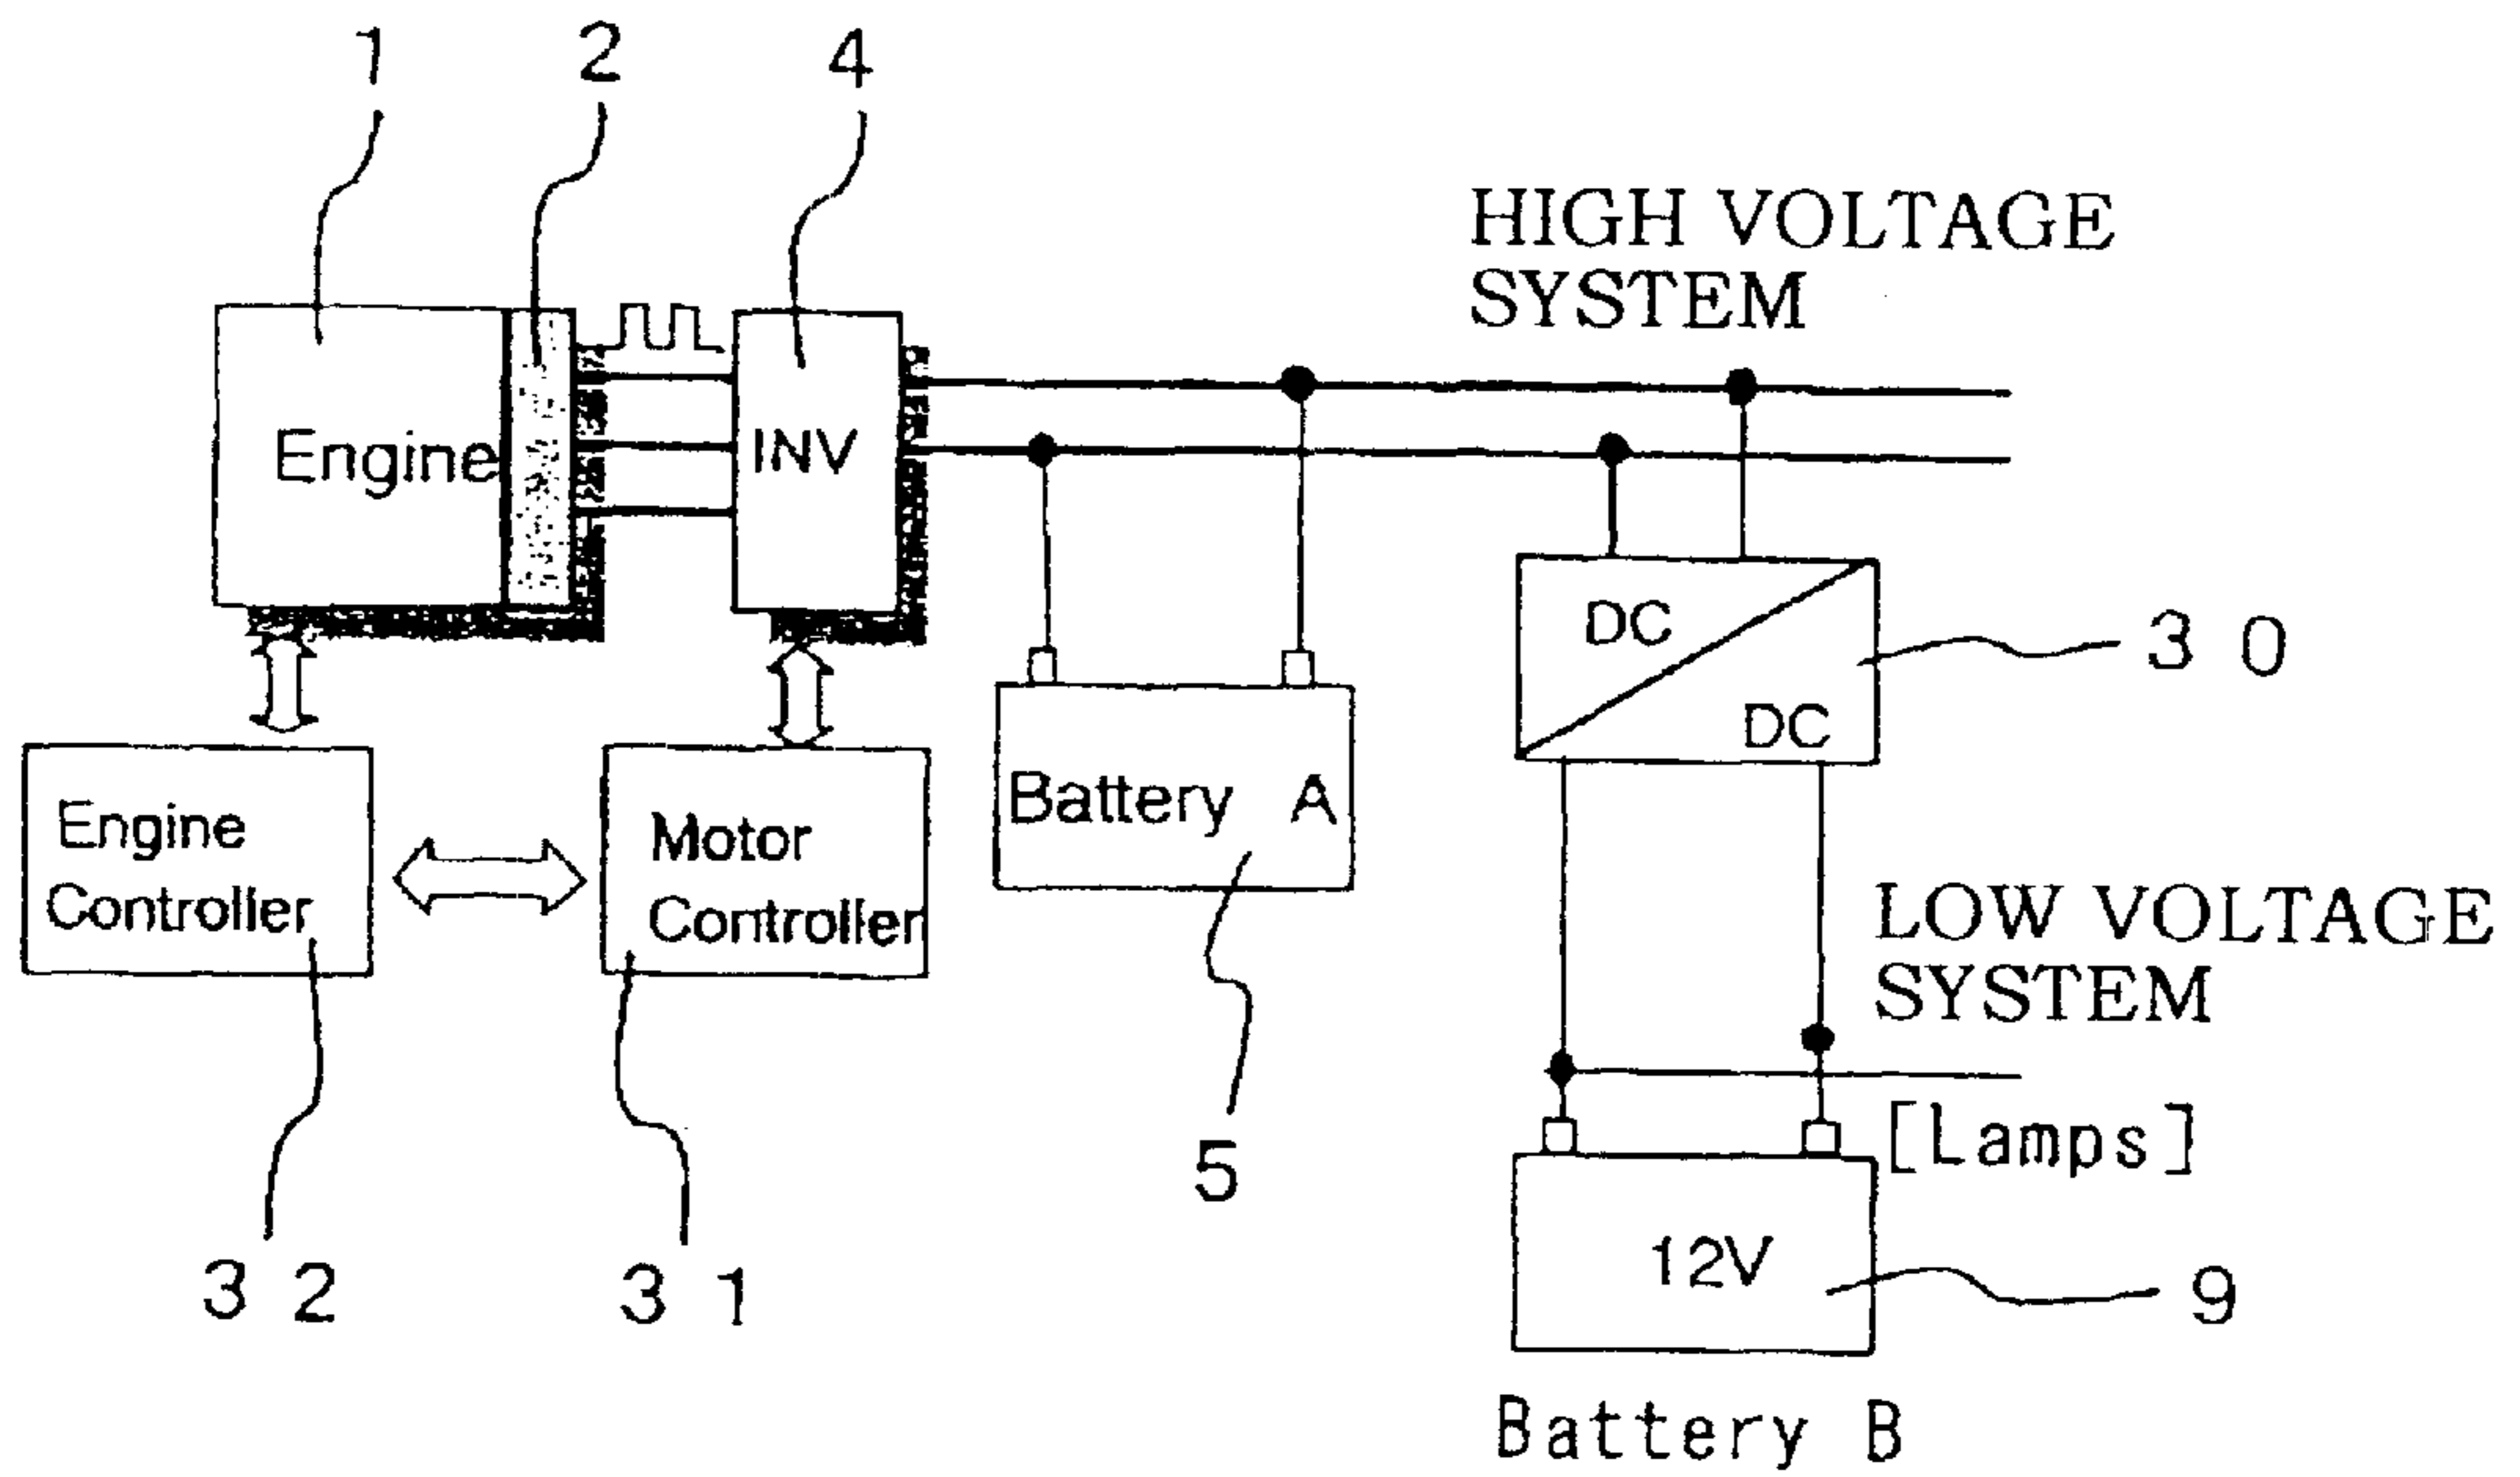 1
2
4
HIGH VOLTAGE
SYSTEM
Engine
INV
DC
DC
3 0
Engine
Controller
Motor
Controller
Battery A
LOW VOLTAGE
SYSTEM
[Lamps]
5
12V
9
3 2
3 1
Battery B